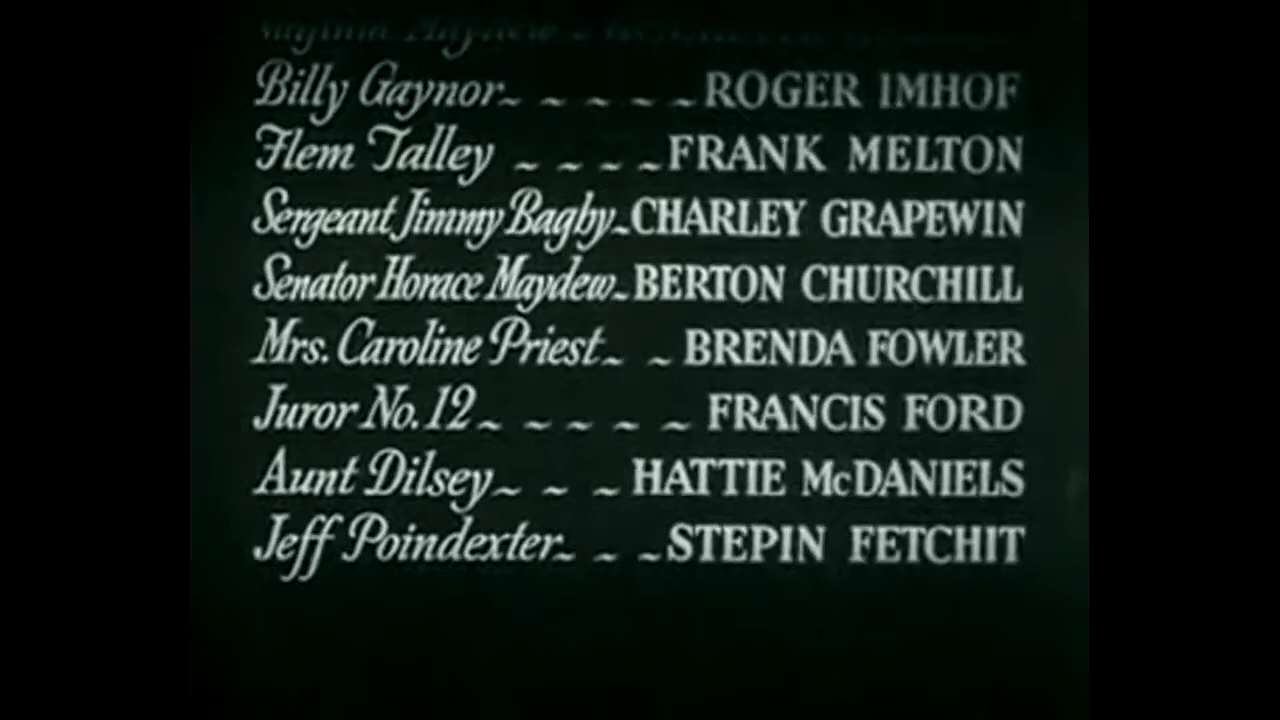 Billy Gaynor~ ~ ~ ~ ~ROGER IMHOF
Flem Talley ~ ~ ~ ~FRANK MELTON
Sergeant Jimmy Bagby~CHARLEY GRAPEWIN
Senator Horace Maydew~BERTON CHURCHILL
Mrs. Caroline Priest~ ~ BRENDA FOWLER
Juror No. 12~ ~ ~ ~ ~ FRANCIS FORD
Aunt Dilsey~ ~ ~HATTIE McDANIELS
Jeff Poindexter~ ~ ~STEPIN FETCHIT